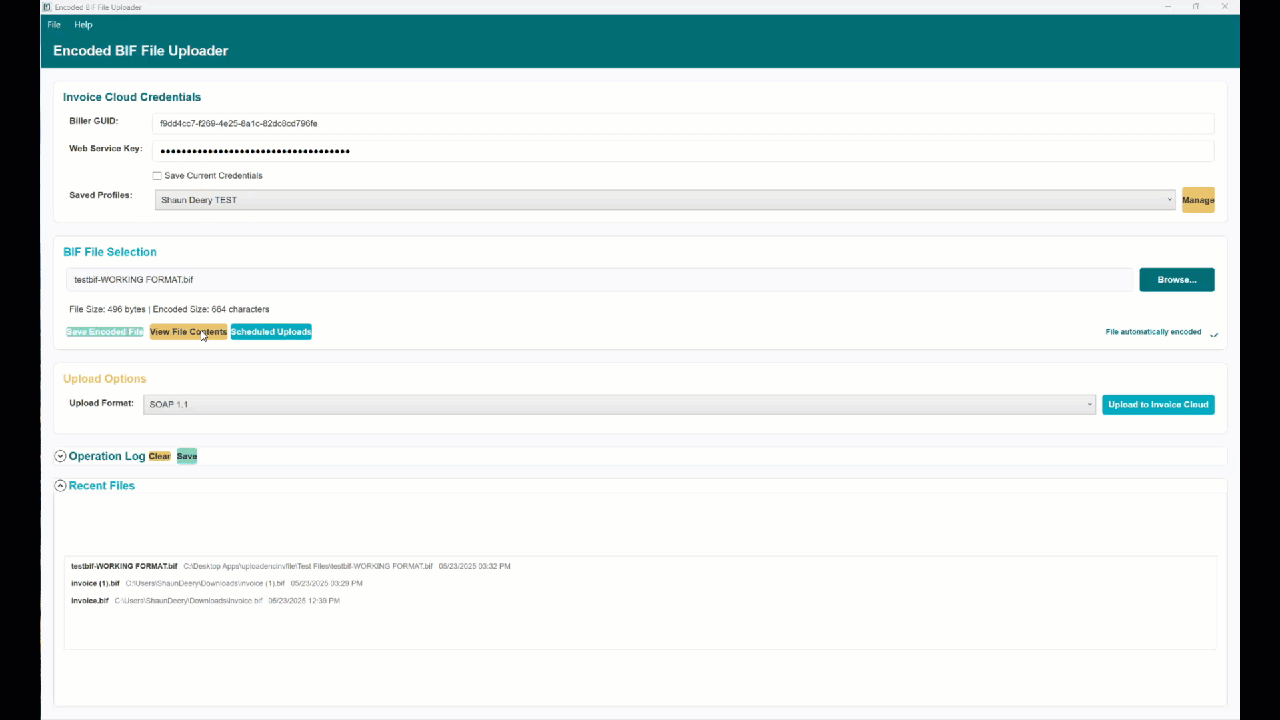 Encoded BIF File Uploader
File Help
Encoded BIF File Uploader
Invoice Cloud Credentials
Biller GUID: f9dd4cc7-f269-4e25-8a1c-82dc8cd796fe
Web Service Key: ••••••••••••••••••••••••••••••••••••
Save Current Credentials
Saved Profiles: Shaun Deery TEST Manage
BIF File Selection
testbif-WORKING FORMAT.bif Browse...
File Size: 496 bytes | Encoded Size: 664 characters
Save Encoded File View File Contents Scheduled Uploads File automatically encoded
Upload Options
Upload Format: SOAP 1.1 Upload to Invoice Cloud
Operation Log Clear Save
Recent Files
testbif-WORKING FORMAT.bif C:\Desktop Apps\uploadencinvfile\Test Files\testbif-WORKING FORMAT.bif 05/23/2025 03:32 PM
invoice (1).bif C:\Users\ShaunDeery\Downloads\invoice (1).bif 05/23/2025 03:29 PM
invoice.bif C:\Users\ShaunDeery\Downloads\invoice.bif 05/23/2025 12:38 PM